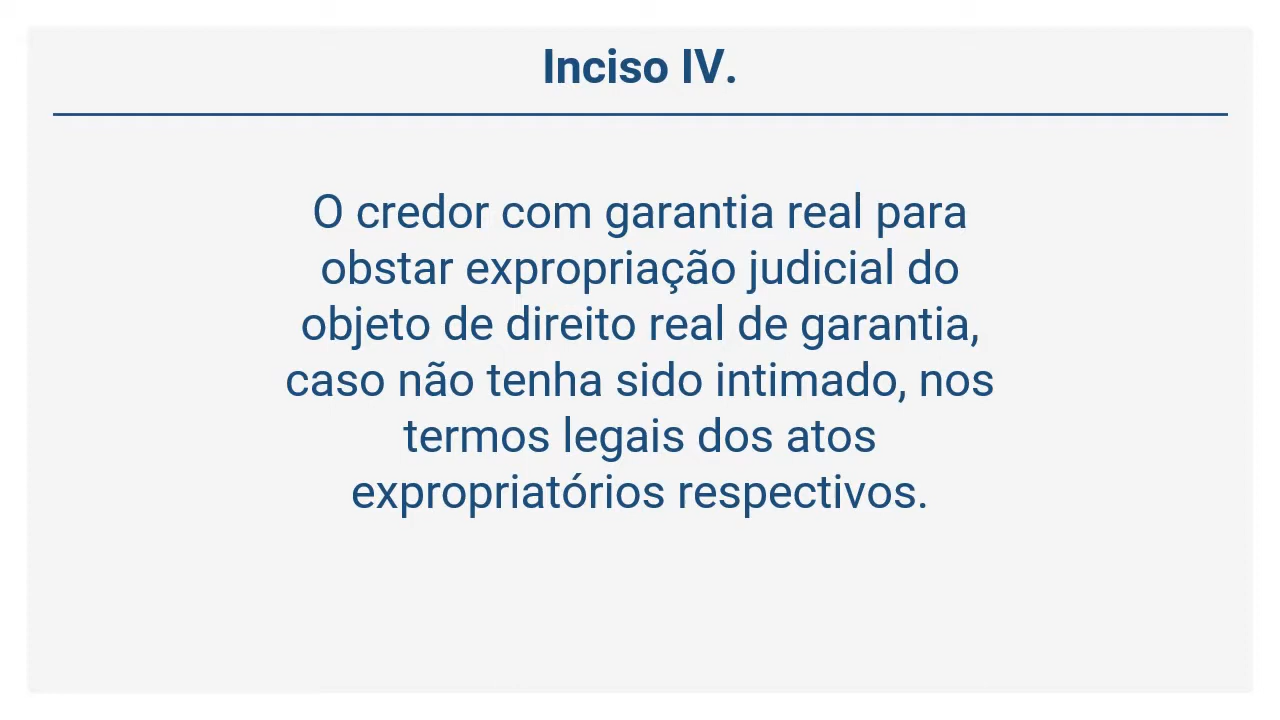 Inciso IV.
O credor com garantia real para
obstar expropriação judicial do
objeto de direito real de garantia,
caso não tenha sido intimado, nos
termos legais dos atos
expropriatórios respectivos.